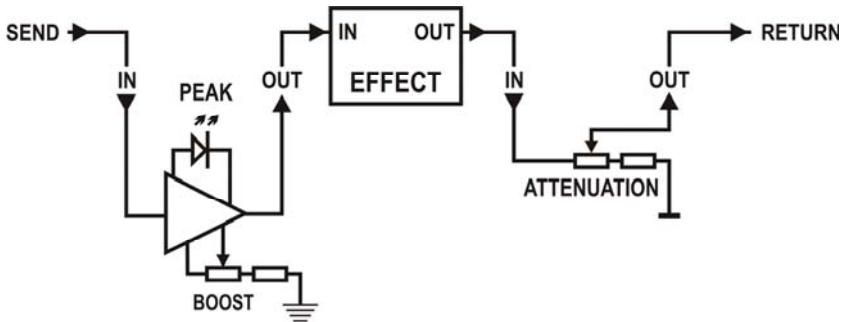 SEND
IN
PEAK
OUT
IN OUT
EFFECT
IN
OUT
RETURN
ATTENUATION
BOOST